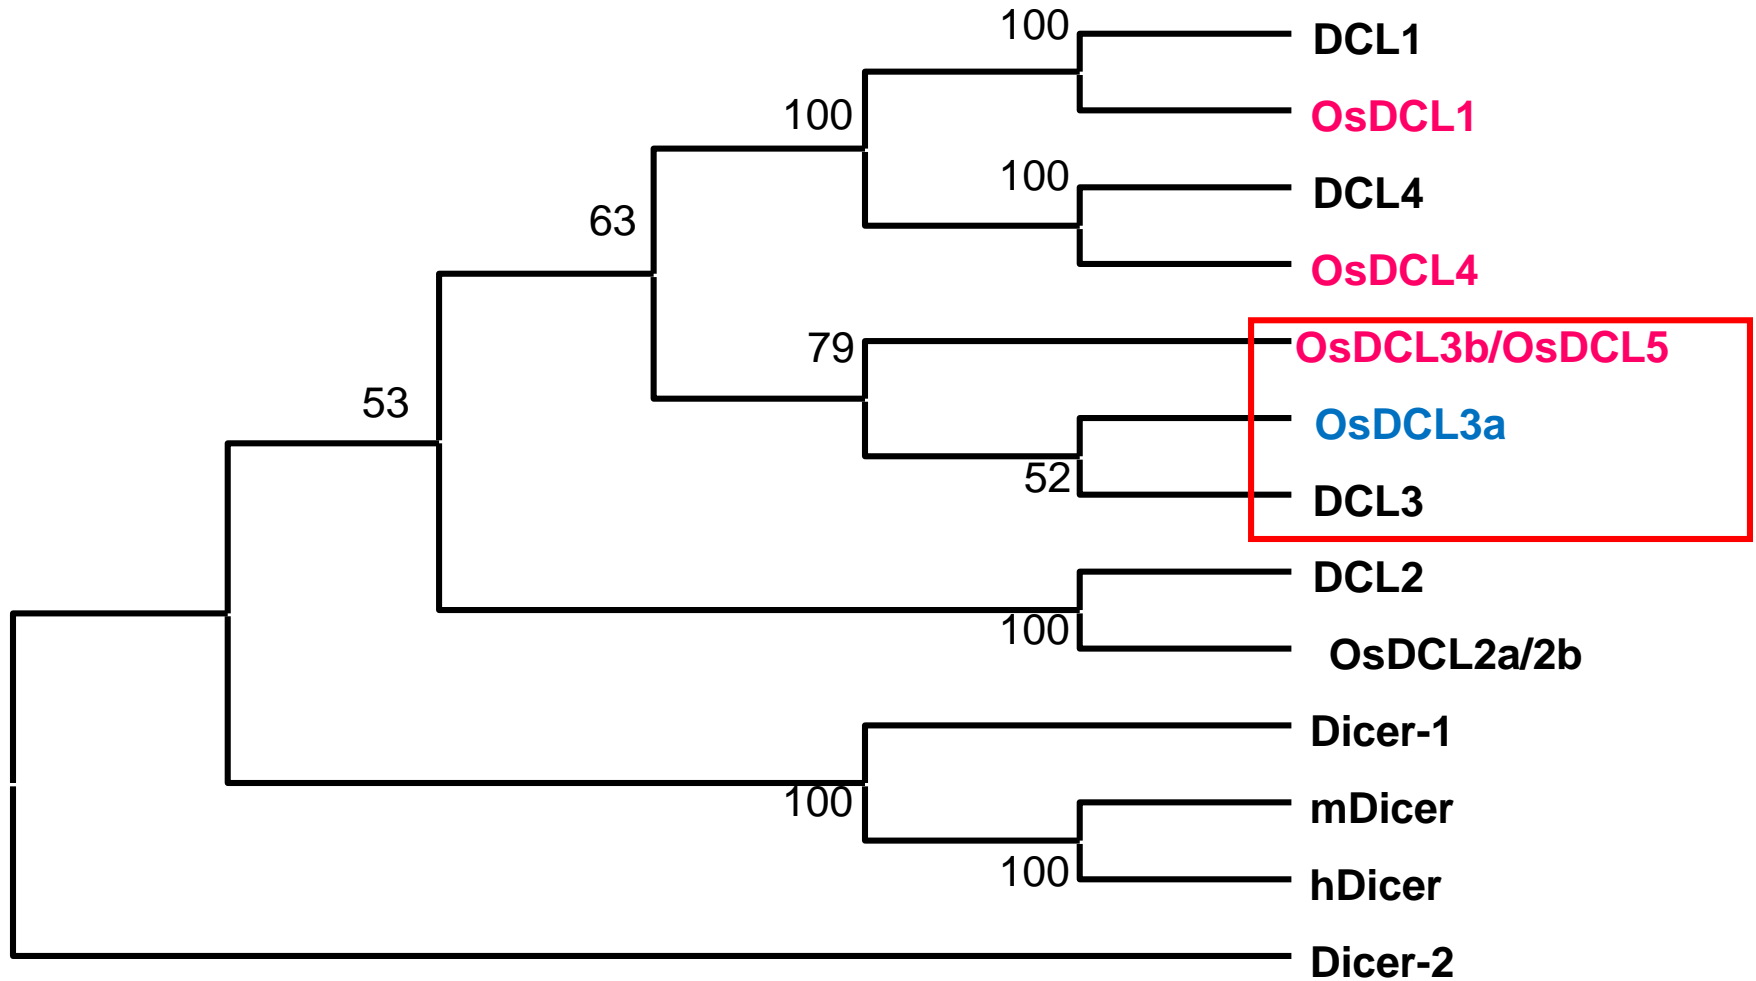 100
DCL1
100
OsDCL1
100
DCL4
63
OsDCL4
79
OsDCL3b/OsDCL5
53
OsDCL3a
52
DCL3
DCL2
100
OsDCL2a/2b
Dicer-1
100
mDicer
100
hDicer
Dicer-2